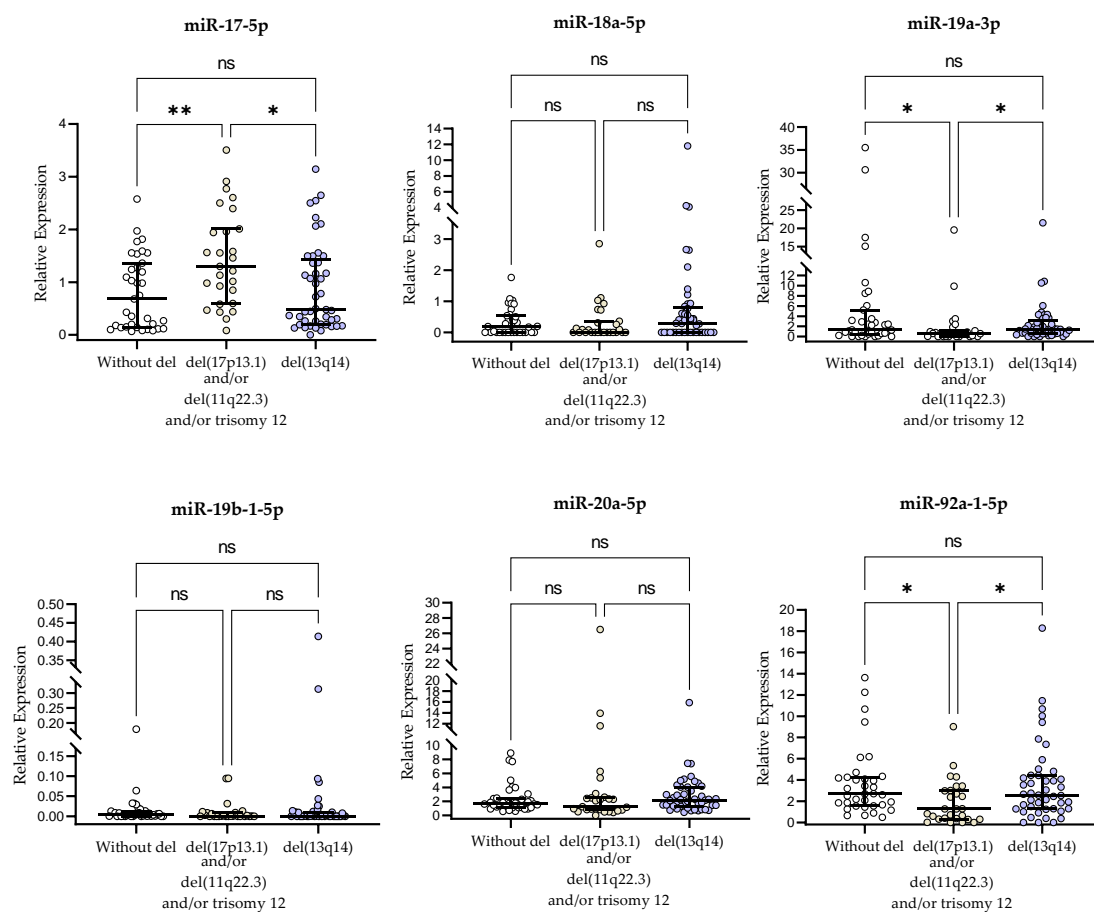 miR-17-5p
ns
**
*
4
3
2
1
0
Relative Expression
Without del
del(17p13.1)
and/or
del(11q22.3)
and/or trisomy 12
del(13q14)
miR-18a-5p
ns
ns
ns
14
12
10
8
6
4
3
2
1
0
Relative Expression
Without del
del(17p13.1)
and/or
del(11q22.3)
and/or trisomy 12
del(13q14)
miR-19a-3p
ns
*
*
40
35
30
25
20
15
12
10
8
6
4
2
0
Relative Expression
Without del
del(17p13.1)
and/or
del(11q22.3)
and/or trisomy 12
del(13q14)
miR-19b-1-5p
ns
ns
ns
0.50
0.45
0.40
0.35
0.30
0.25
0.20
0.15
0.10
0.05
0.00
Relative Expression
Without del
del(17p13.1)
and/or
del(11q22.3)
and/or trisomy 12
del(13q14)
miR-20a-5p
ns
ns
ns
30
28
26
24
22
20
18
16
14
12
10
8
6
4
2
0
Relative Expression
Without del
del(17p13.1)
and/or
del(11q22.3)
and/or trisomy 12
del(13q14)
miR-92a-1-5p
ns
*
*
20
18
16
14
12
10
8
6
4
2
0
Relative Expression
Without del
del(17p13.1)
and/or
del(11q22.3)
and/or trisomy 12
del(13q14)